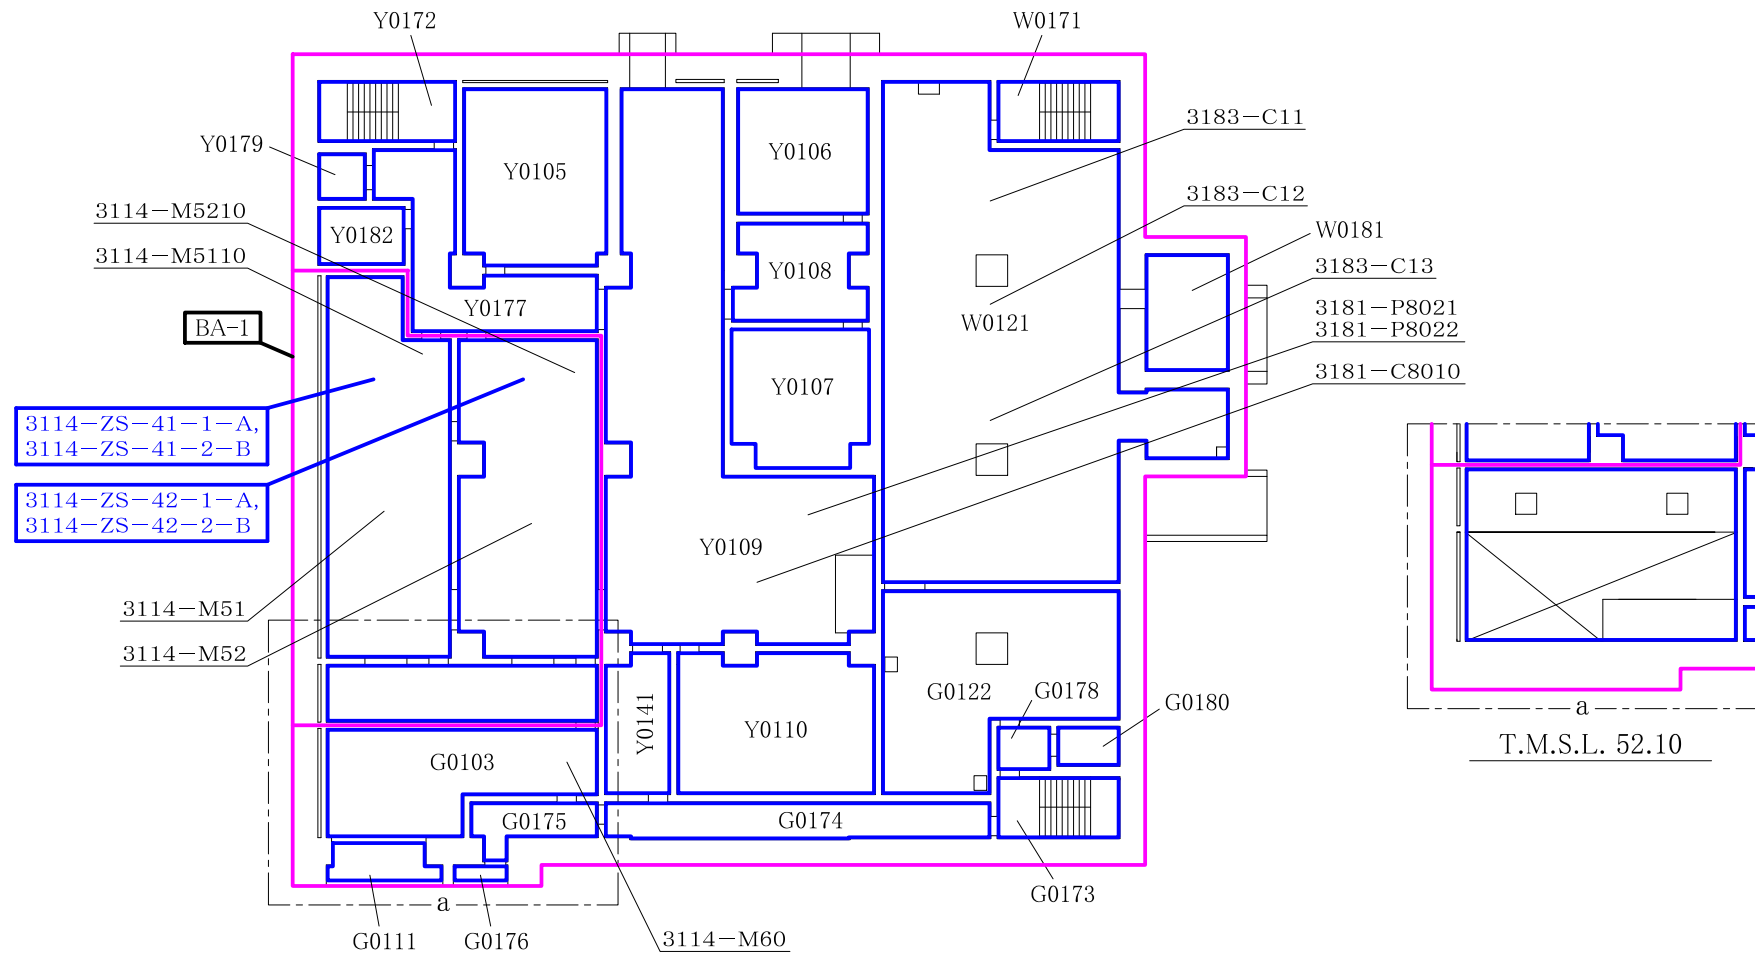 Y0172
W0171
3183-C11
Y0179
Y0105
Y0106
3183-C12
3114-M5210
Y0182
W0181
3114-M5110
Y0108
3183-C13
Y0177
3181-P8021
BA-1
W0121
3181-P8022
3181-C8010
Y0107
3114-ZS-41-1-A,
3114-ZS-41-2-B
3114-ZS-42-1-A,
3114-ZS-42-2-B
Y0109
3114-M51
3114-M52
G0122
G0178
G0180
Y0141
Y0110
a
T.M.S.L. 52.10
G0103
G0175
G0174
G0173
a
G0111
G0176
3114-M60